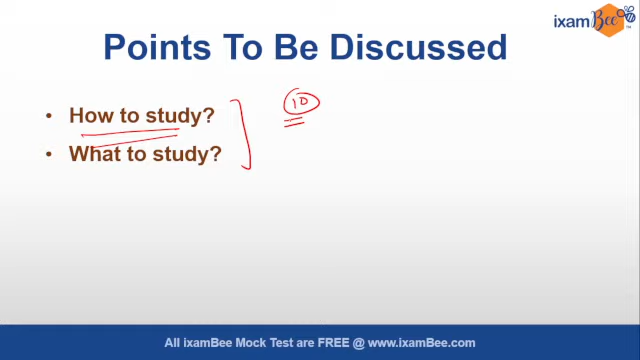 ixamBee
Points To Be Discussed
• How to study?
• What to study?
10
All ixamBee Mock Test are FREE @ www.ixamBee.com